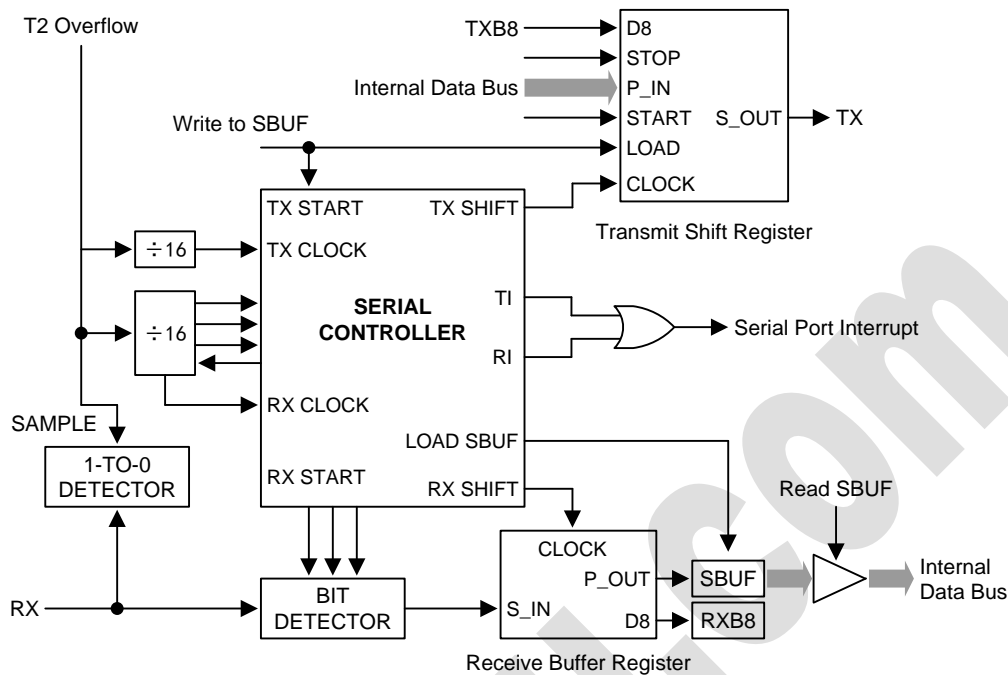 T2 Overflow
TXB8
D8
STOP
Internal Data Bus
P_IN
START
S_OUT
TX
Write to SBUF
LOAD
CLOCK
TX START
TX SHIFT
Transmit Shift Register
÷16
TX CLOCK
TI
SERIAL
CONTROLLER
÷16
Serial Port Interrupt
RI
RX CLOCK
SAMPLE
LOAD SBUF
1-TO-0
DETECTOR
RX START
RX SHIFT
Read SBUF
CLOCK
P_OUT
SBUF
Internal
Data Bus
RX
BIT
DETECTOR
S_IN
D8
RXB8
Receive Buffer Register
.com